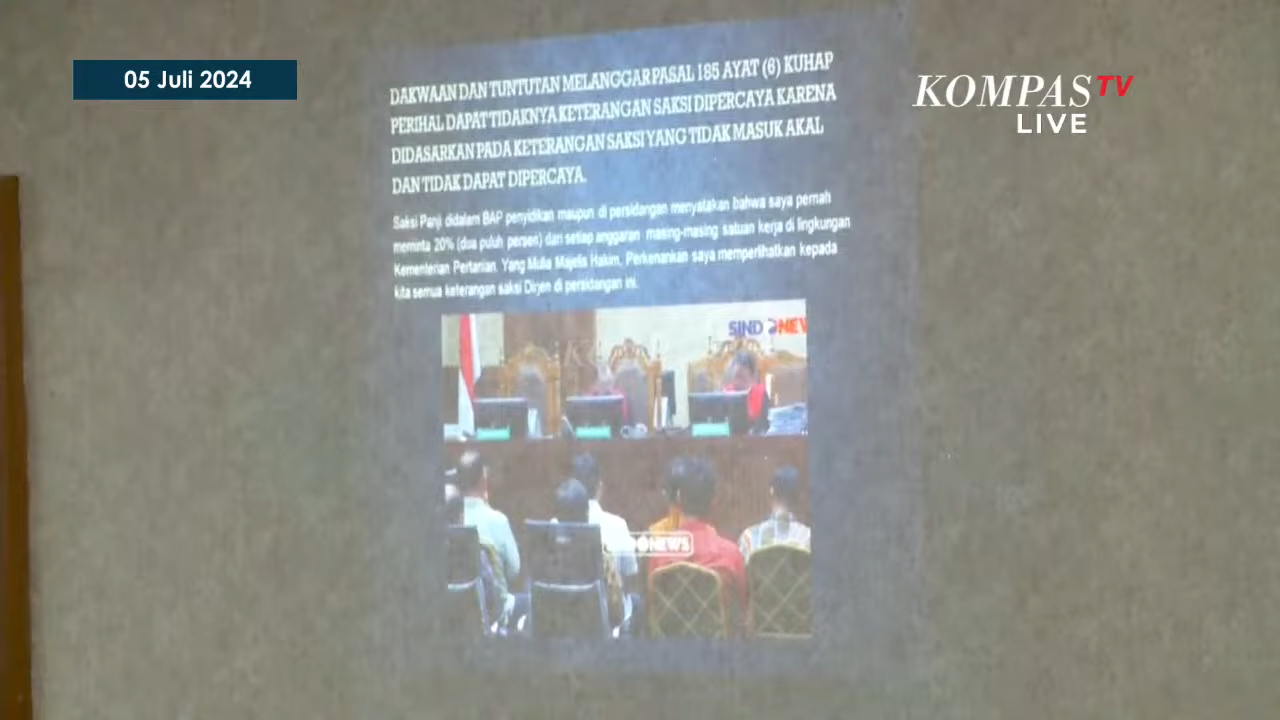 05 Juli 2024
KOMPAS TV
LIVE
DAKWAAN DAN TUNTUTAN MELANGGAR PASAL 185 AYAT (6) KUHAP
PERIHAL DAPAT TIDAKNYA KETERANGAN SAKSI DIPERCAYA KARENA
DIDASARKAN PADA KETERANGAN SAKSI YANG TIDAK MASUK AKAL
DAN TIDAK DAPAT DIPERCAYA.
Saksi Panji didalam BAP penyidikan maupun di persidangan menyatakan bahwa saya pernah
meminta 20% (dua puluh persen) dari setiap anggaran masing-masing satuan kerja di lingkungan
Kementerian Pertanian. Yang Mulia Majelis Hakim, Perkenankan saya memperlihatkan kepada
kita semua keterangan saksi Dirjen di persidangan ini.